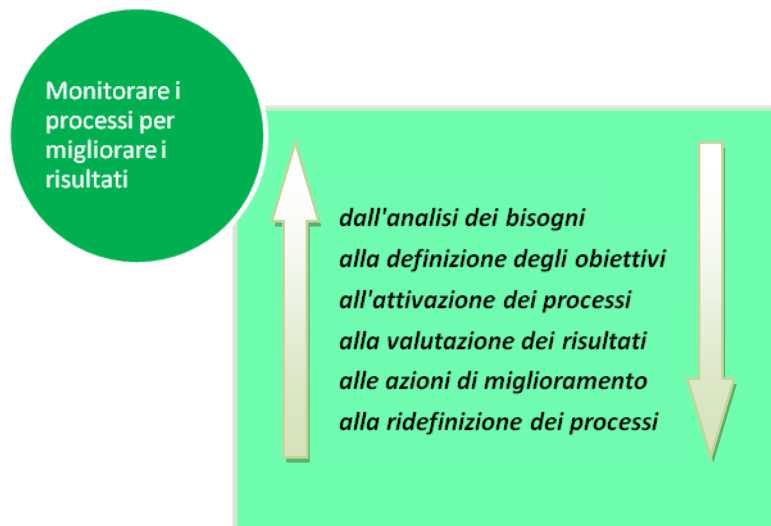 Monitorare i
processi per
migliorare i
risultati
dall'analisi dei bisogni
alla definizione degli obiettivi
all'attivazione dei processi
alla valutazione dei risultati
alle azioni di miglioramento
alla ridefinizione dei processi